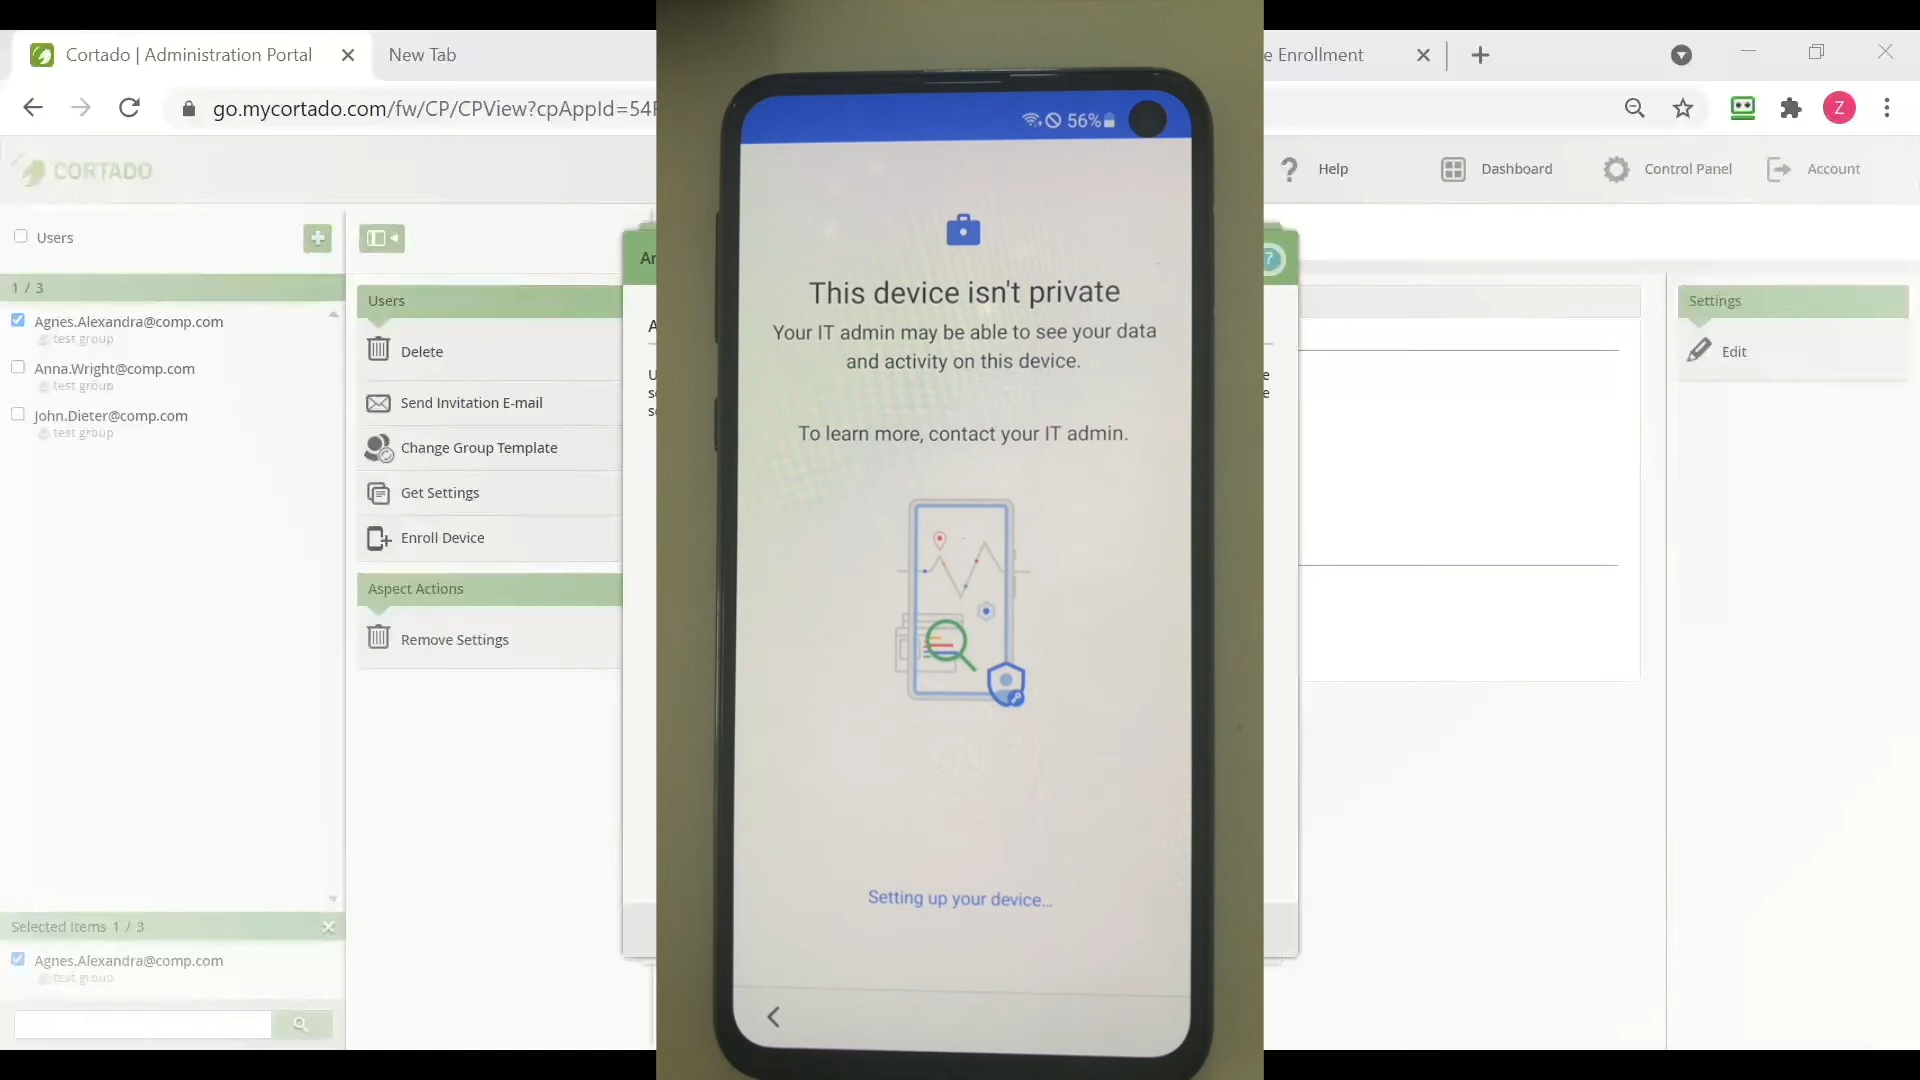 Cortado | Administration Portal
New Tab
e Enrollment
go.mycortado.com/fw/CP/CPView?cpAppId=54
Z
CORTADO
Help
Dashboard
Control Panel
Account
Users
1 / 3
Agnes.Alexandra@comp.com
test group
Anna.Wright@comp.com
test group
John.Dieter@comp.com
test group
Selected Items 1 / 3
Agnes.Alexandra@comp.com
test group
Users
Delete
Send Invitation E-mail
Change Group Template
Get Settings
Enroll Device
Aspect Actions
Remove Settings
56%
This device isn't private
Your IT admin may be able to see your data
and activity on this device.
To learn more, contact your IT admin.
Setting up your device...
Settings
Edit